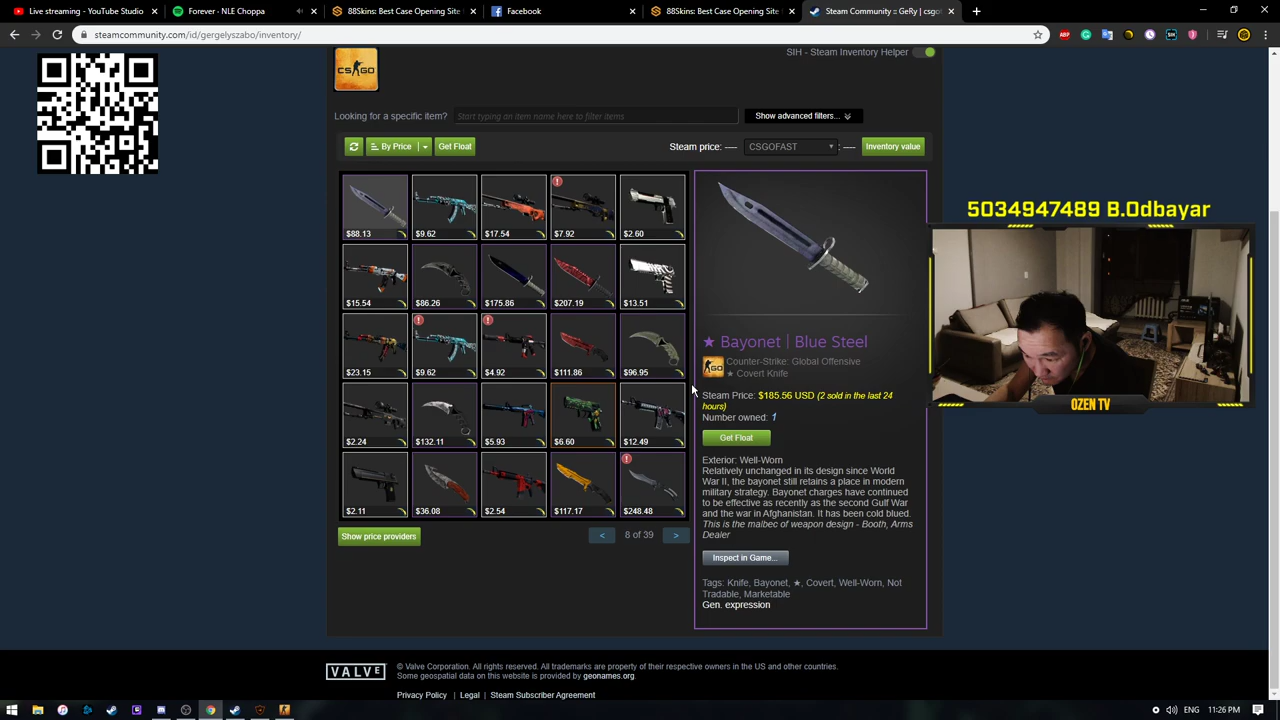 Live streaming - YouTube Studio
Forever - NLE Choppa
88Skins: Best Case Opening Site
Facebook
88Skins: Best Case Opening Site
Steam Community :: GeRy | csgo
steamcommunity.com/id/gergelyszabo/inventory/
CS GO
SIH - Steam Inventory Helper
Looking for a specific item?
Start typing an item name here to filter items
Show advanced filters...
By Price
Get Float
Steam price: ----
CSGOFAST
: ----
Inventory value
$88.13
$9.62
$17.54
$7.92
$2.60
$15.54
$86.26
$175.86
$207.19
$13.51
$23.15
$9.62
$4.92
$111.86
$96.95
$2.24
$132.11
$5.93
$6.60
$12.49
$2.11
$36.08
$2.54
$117.17
$248.48
Show price providers
<
8 of 39
>
★ Bayonet | Blue Steel
Counter-Strike: Global Offensive
★ Covert Knife
Steam Price: $185.56 USD (2 sold in the last 24
hours)
Number owned: 1
Get Float
Exterior: Well-Worn
Relatively unchanged in its design since World
War II, the bayonet still retains a place in modern
military strategy. Bayonet charges have continued
to be effective as recently as the second Gulf War
and the war in Afghanistan. It has been cold blued.
This is the malbec of weapon design - Booth, Arms
Dealer
Inspect in Game...
Tags: Knife, Bayonet, ★, Covert, Well-Worn, Not
Tradable, Marketable
Gen. expression
5034947489 B.Odbayar
OZEN TV
VALVE
© Valve Corporation. All rights reserved. All trademarks are property of their respective owners in the US and other countries.
Some geospatial data on this website is provided by geonames.org.
Privacy Policy | Legal | Steam Subscriber Agreement
ENG
11:26 PM